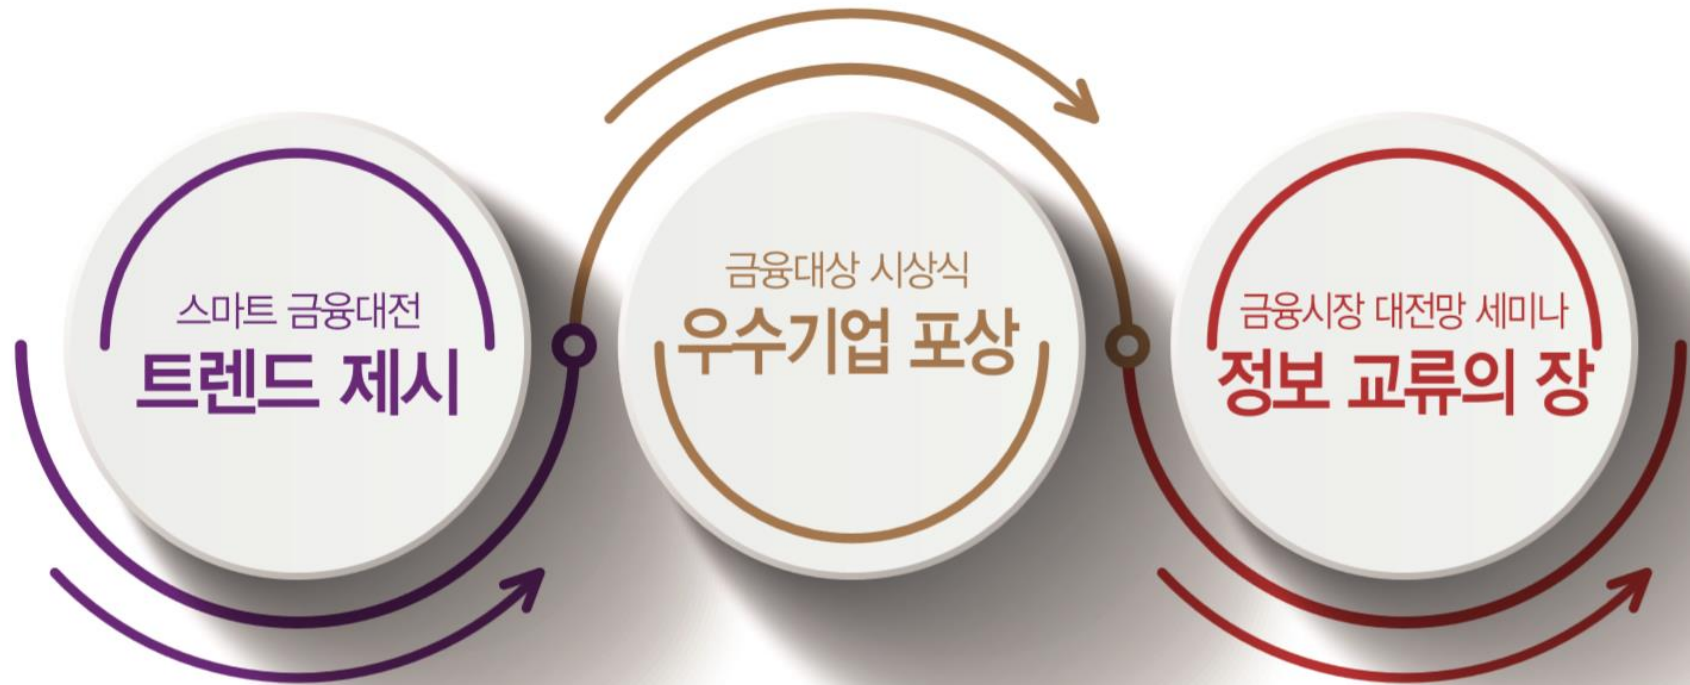 스마트 금융대전
트렌드 제시
금융대상 시상식
우수기업 포상
금융시장 대전망 세미나
정보 교류의 장